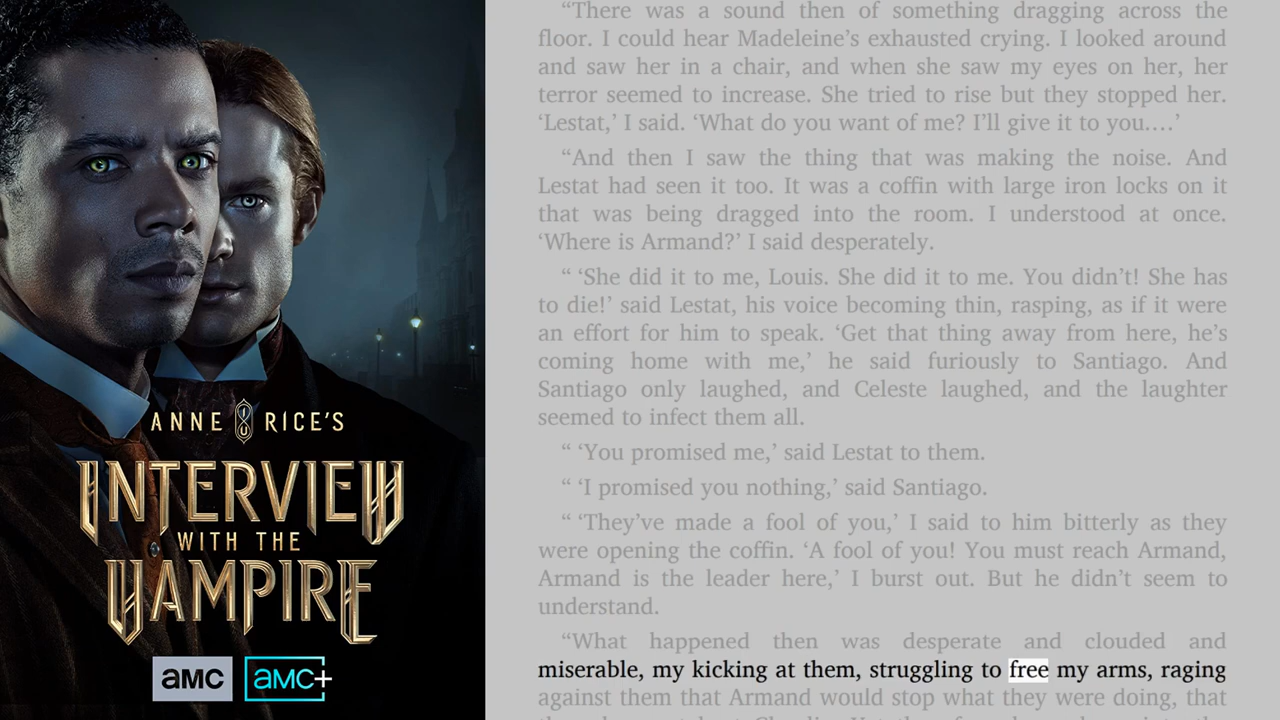 ANNE RICE'S
INTERVIEW
WITH THE
VAMPIRE
aMC
aMC+
“There was a sound then of something dragging across the
floor. I could hear Madeleine’s exhausted crying. I looked around
and saw her in a chair, and when she saw my eyes on her, her
terror seemed to increase. She tried to rise but they stopped her.
‘Lestat,’ I said. ‘What do you want of me? I’ll give it to you....’
“And then I saw the thing that was making the noise. And
Lestat had seen it too. It was a coffin with large iron locks on it
that was being dragged into the room. I understood at once.
‘Where is Armand?’ I said desperately.
“ ‘She did it to me, Louis. She did it to me. You didn’t! She has
to die!’ said Lestat, his voice becoming thin, rasping, as if it were
an effort for him to speak. ‘Get that thing away from here, he’s
coming home with me,’ he said furiously to Santiago. And
Santiago only laughed, and Celeste laughed, and the laughter
seemed to infect them all.
“ ‘You promised me,’ said Lestat to them.
“ ‘I promised you nothing,’ said Santiago.
“ ‘They’ve made a fool of you,’ I said to him bitterly as they
were opening the coffin. ‘A fool of you! You must reach Armand,
Armand is the leader here,’ I burst out. But he didn’t seem to
understand.
“What happened then was desperate and clouded and
miserable, my kicking at them, struggling to free my arms, raging
against them that Armand would stop what they were doing, that